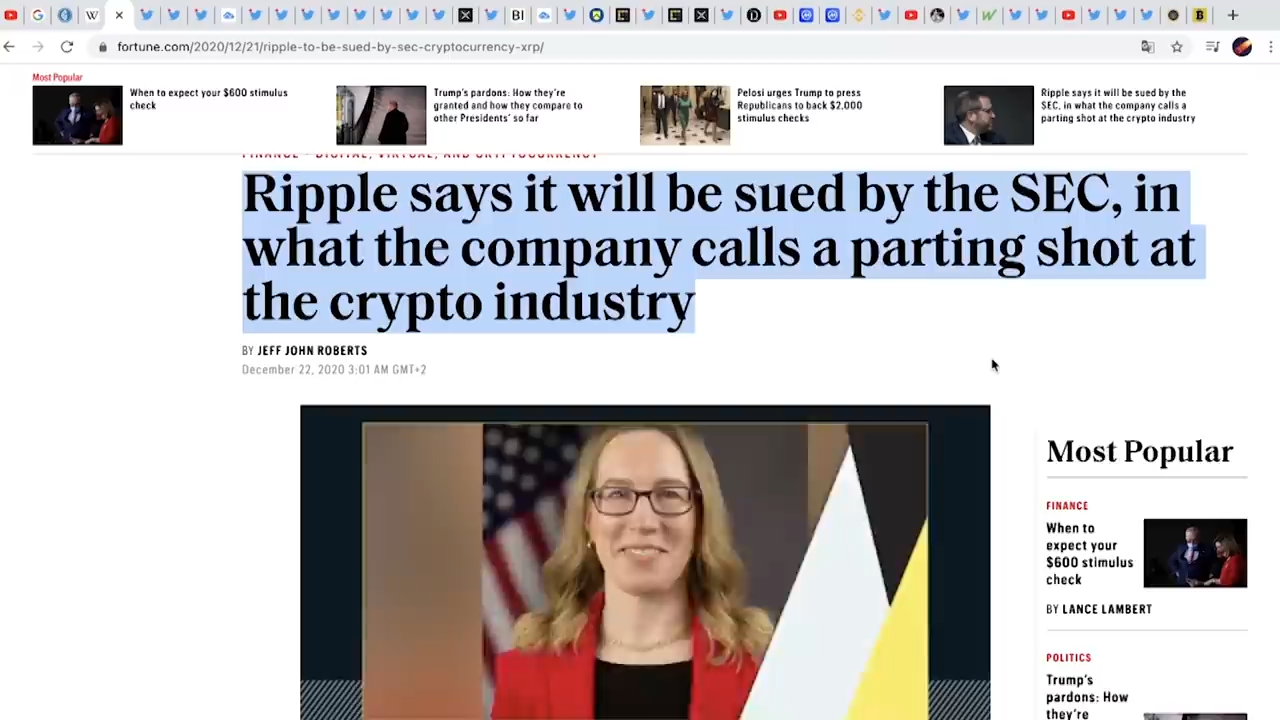 BI
fortune.com/2020/12/21/ripple-to-be-sued-by-sec-cryptocurrency-xrp/
Most Popular
When to expect your $600 stimulus
check
Trump's pardons: How they're
granted and how they compare to
other Presidents' so far
Pelosi urges Trump to press
Republicans to back $2,000
stimulus checks
Ripple says it will be sued by the
SEC, in what the company calls a
parting shot at the crypto industry
FINANCE - DIGITAL, VIRTUAL, AND CRYPTOCURRENCY
Ripple says it will be sued by the SEC, in
what the company calls a parting shot at
the crypto industry
BY JEFF JOHN ROBERTS
December 22, 2020 3:01 AM GMT+2
Most Popular
FINANCE
When to
expect your
$600 stimulus
check
BY LANCE LAMBERT
POLITICS
Trump's
pardons: How
they're